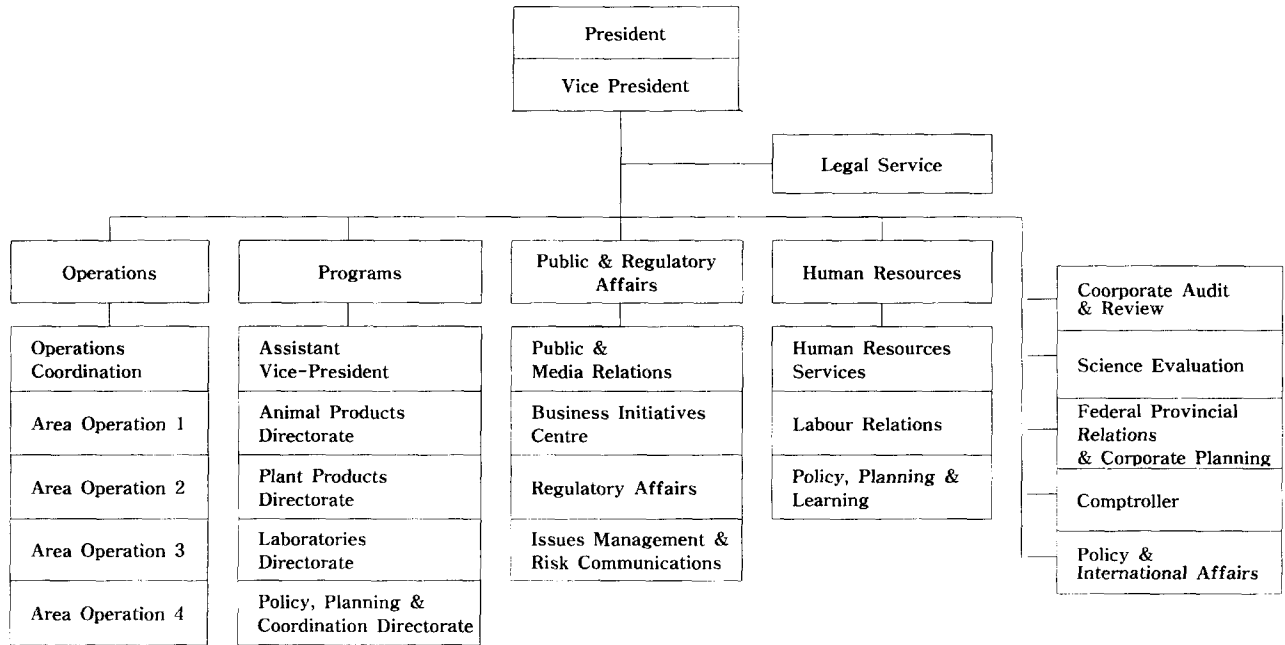 President
Vice President
Legal Service
Operations
Programs
Public & Regulatory
Affairs
Human Resources
Operations
Coordination
Area Operation 1
Area Operation 2
Area Operation 3
Area Operation 4
Assistant
Vice-President
Animal Products
Directorate
Plant Products
Directorate
Laboratories
Directorate
Policy, Planning &
Coordination Directorate
Public &
Media Relations
Business Initiatives
Centre
Regulatory Affairs
Issues Management &
Risk Communications
Human Resources
Services
Labour Relations
Policy, Planning &
Learning
Coorporate Audit
& Review
Science Evaluation
Federal Provincial
Relations
& Corporate Planning
Comptroller
Policy &
International Affairs